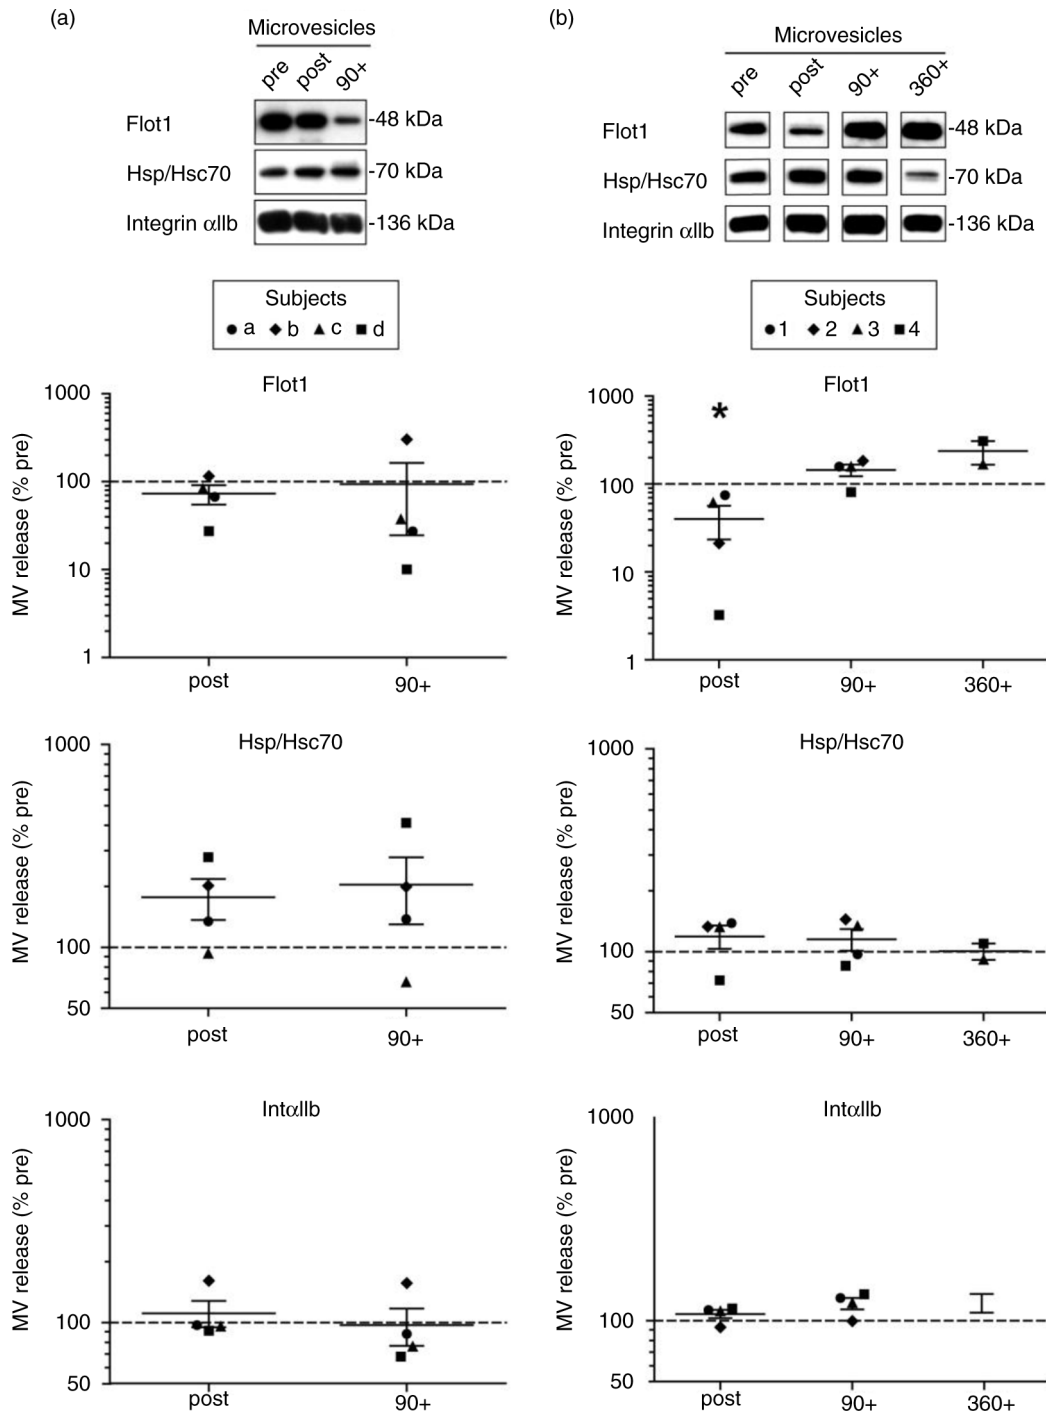 (a)
Microvesicles
pre post 90+
Flot1 -48 kDa
Hsp/Hsc70 -70 kDa
Integrin αllb -136 kDa
Subjects
a b c d
Flot1
MV release (% pre)
1000
100
10
1
post 90+
Hsp/Hsc70
MV release (% pre)
1000
100
50
post 90+
Intαllb
MV release (% pre)
1000
100
50
post 90+
(b)
Microvesicles
pre post 90+ 360+
Flot1 -48 kDa
Hsp/Hsc70 -70 kDa
Integrin αllb -136 kDa
Subjects
1 2 3 4
Flot1
*
MV release (% pre)
1000
100
10
1
post 90+ 360+
Hsp/Hsc70
MV release (% pre)
1000
100
50
post 90+ 360+
Intαllb
MV release (% pre)
1000
100
50
post 90+ 360+